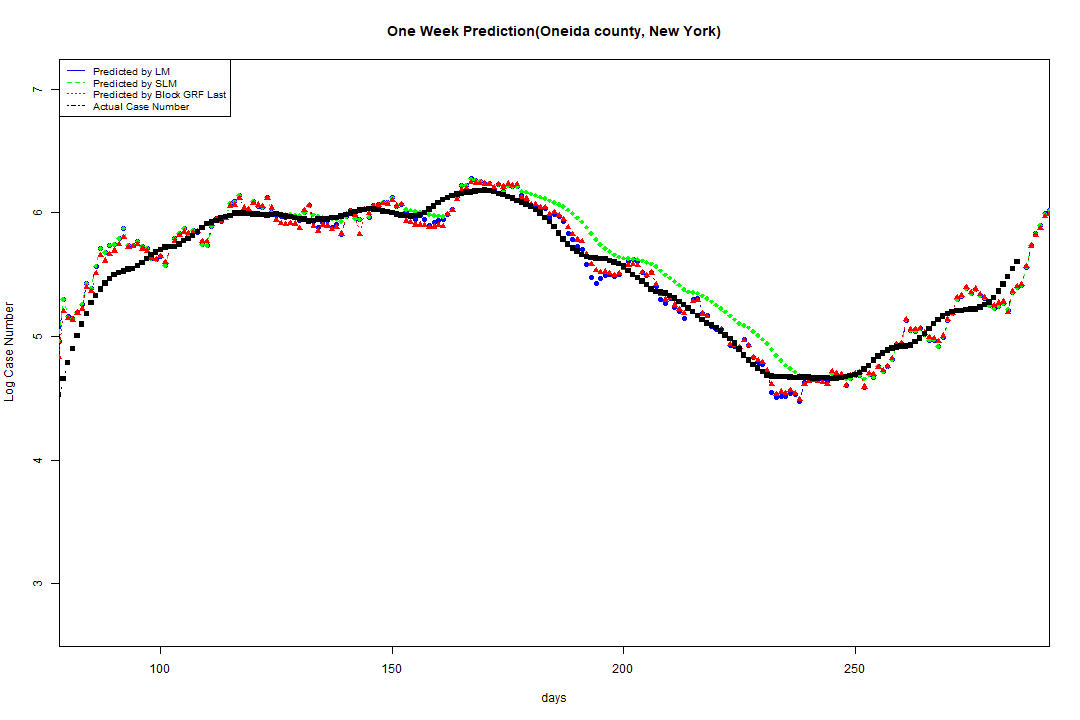 One Week Prediction(Oneida county, New York)
Predicted by LM
Predicted by SLM
Predicted by Block GRF Last
Actual Case Number
7
6
5
4
3
Log Case Number
100
150
200
250
days